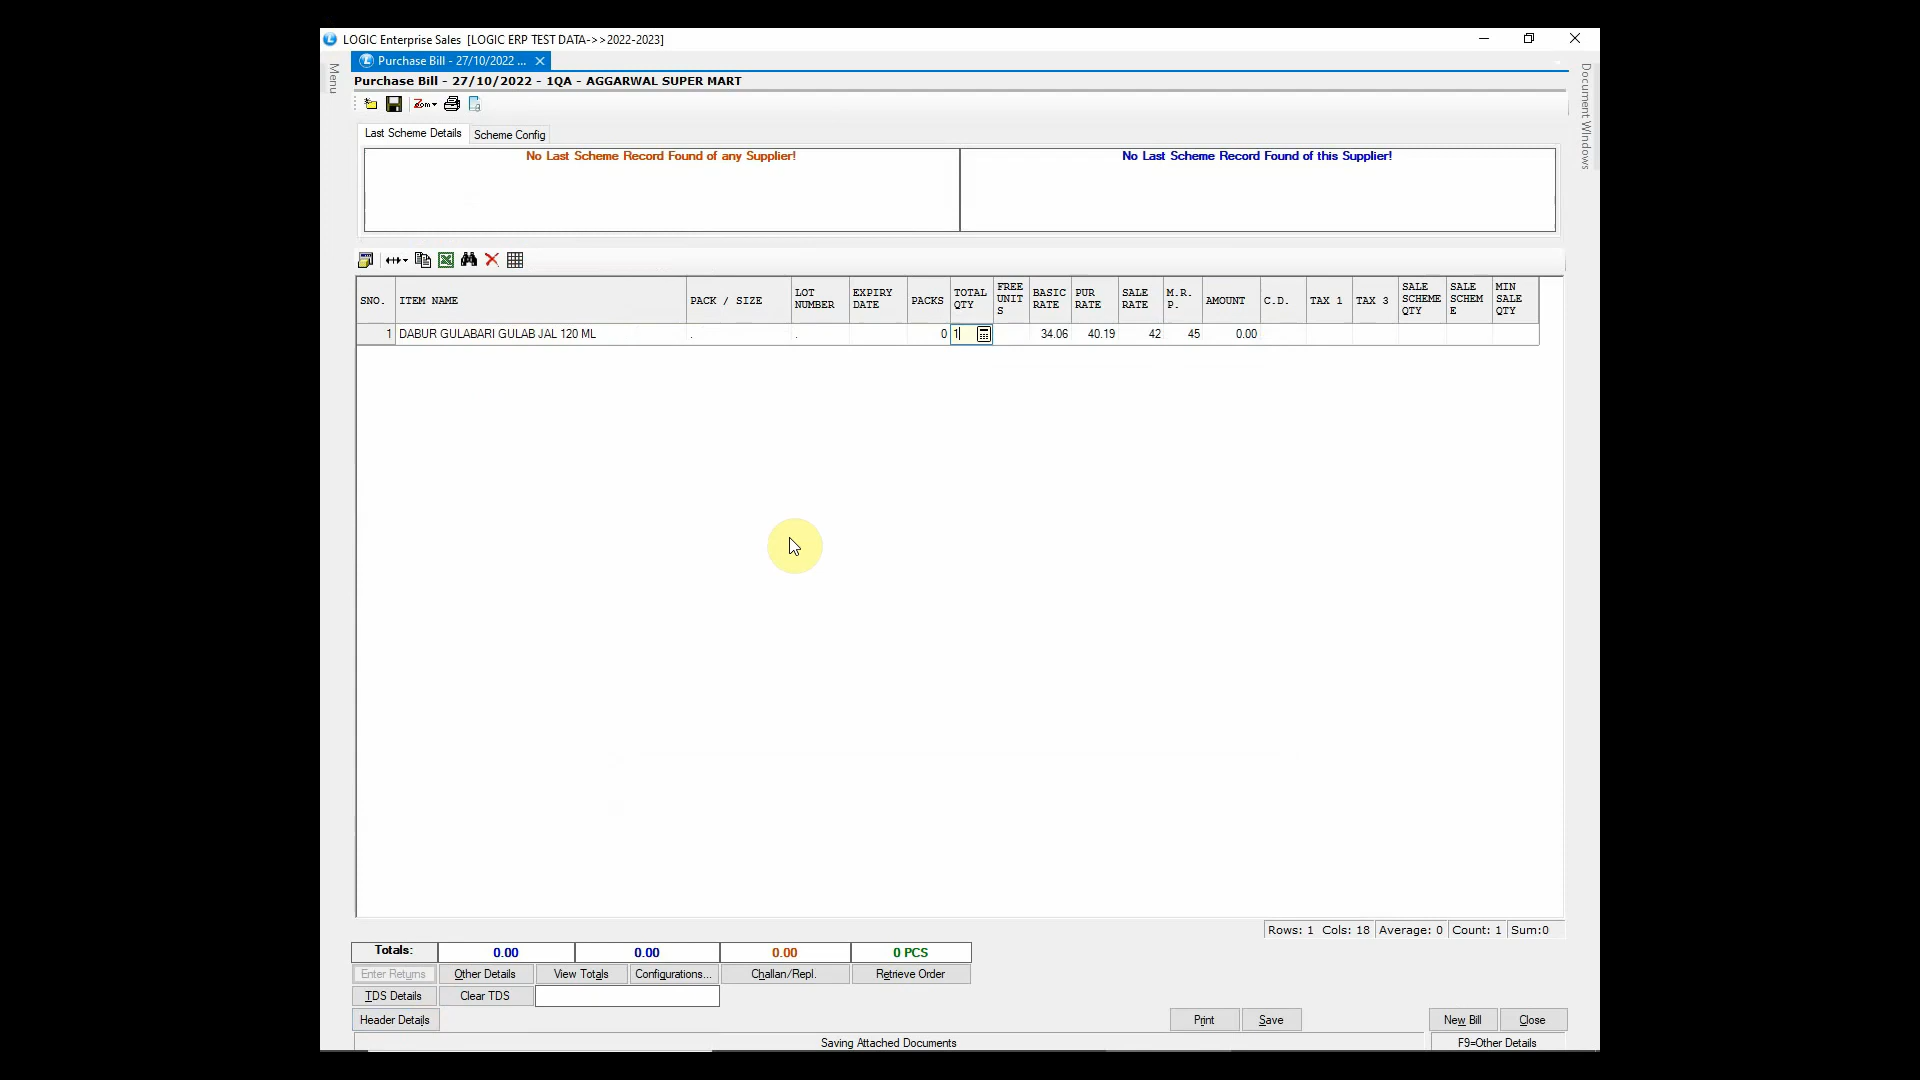 LOGIC Enterprise Sales [LOGIC ERP TEST DATA->>2022-2023]
Menu
Purchase Bill - 27/10/2022 ...
Document Windows
Purchase Bill - 27/10/2022 - 1QA - AGGARWAL SUPER MART
Zom
Last Scheme Details Scheme Config
No Last Scheme Record Found of any Supplier! No Last Scheme Record Found of this Supplier!
SNO. ITEM NAME PACK / SIZE LOT NUMBER EXPIRY DATE PACKS TOTAL QTY FREE UNITS BASIC RATE PUR RATE SALE RATE M.R.P. AMOUNT C.D. TAX 1 TAX 3 SALE SCHEME QTY SALE SCHEME MIN SALE QTY
1 DABUR GULABARI GULAB JAL 120 ML . . 0 1 34.06 40.19 42 45 0.00
Rows: 1 Cols: 18 Average: 0 Count: 1 Sum:0
Totals: 0.00 0.00 0.00 0 PCS
Enter Returns Other Details View Totals Configurations... Challan/Repl. Retrieve Order
TDS Details Clear TDS
Header Details Print Save New Bill Close
Saving Attached Documents F9=Other Details